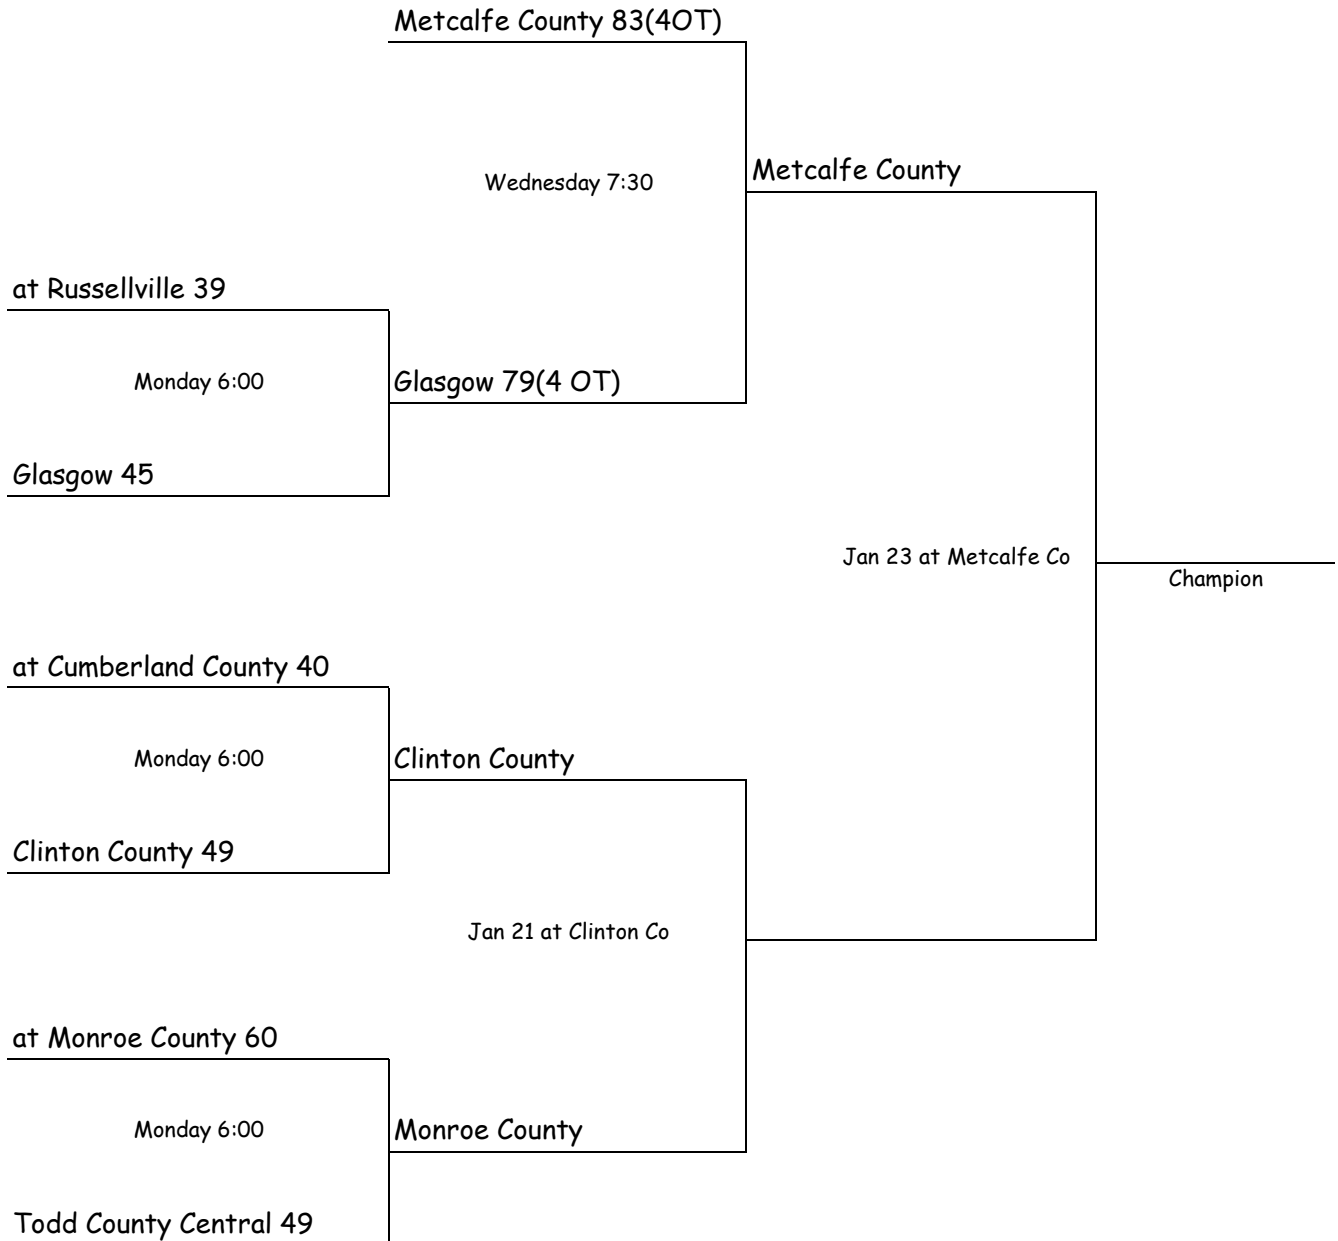 Metcalfe County 83(4OT)
Wednesday 7:30
Metcalfe County
at Russellville 39
Monday 6:00
Glasgow 79(4 OT)
Glasgow 45
Jan 23 at Metcalfe Co
Champion
at Cumberland County 40
Monday 6:00
Clinton County
Clinton County 49
Jan 21 at Clinton Co
at Monroe County 60
Monday 6:00
Monroe County
Todd County Central 49